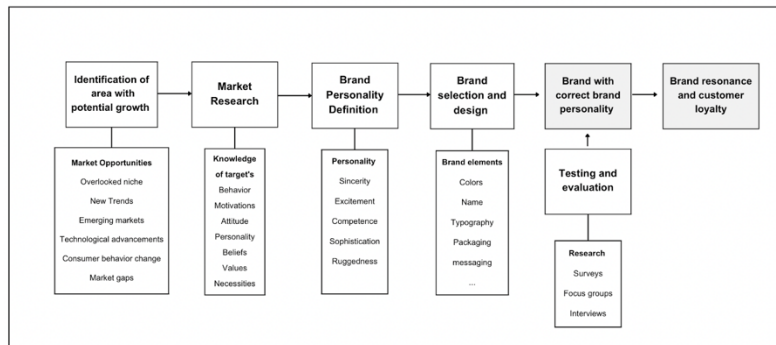 Identification of
area with
potential growth
Market
Research
Brand
Personality
Definition
Brand
selection and
design
Brand with
correct brand
personality
Brand resonance
and customer
loyalty
Market Opportunities
Overlooked niche
New Trends
Emerging markets
Technological advancements
Consumer behavior change
Market gaps
Knowledge
of target's
Behavior
Motivations
Attitude
Personality
Beliefs
Values
Necessities
Personality
Sincerity
Excitement
Competence
Sophistication
Ruggedness
Brand elements
Colors
Name
Typography
Packaging
messaging
...
Testing and
evaluation
Research
Surveys
Focus groups
Interviews